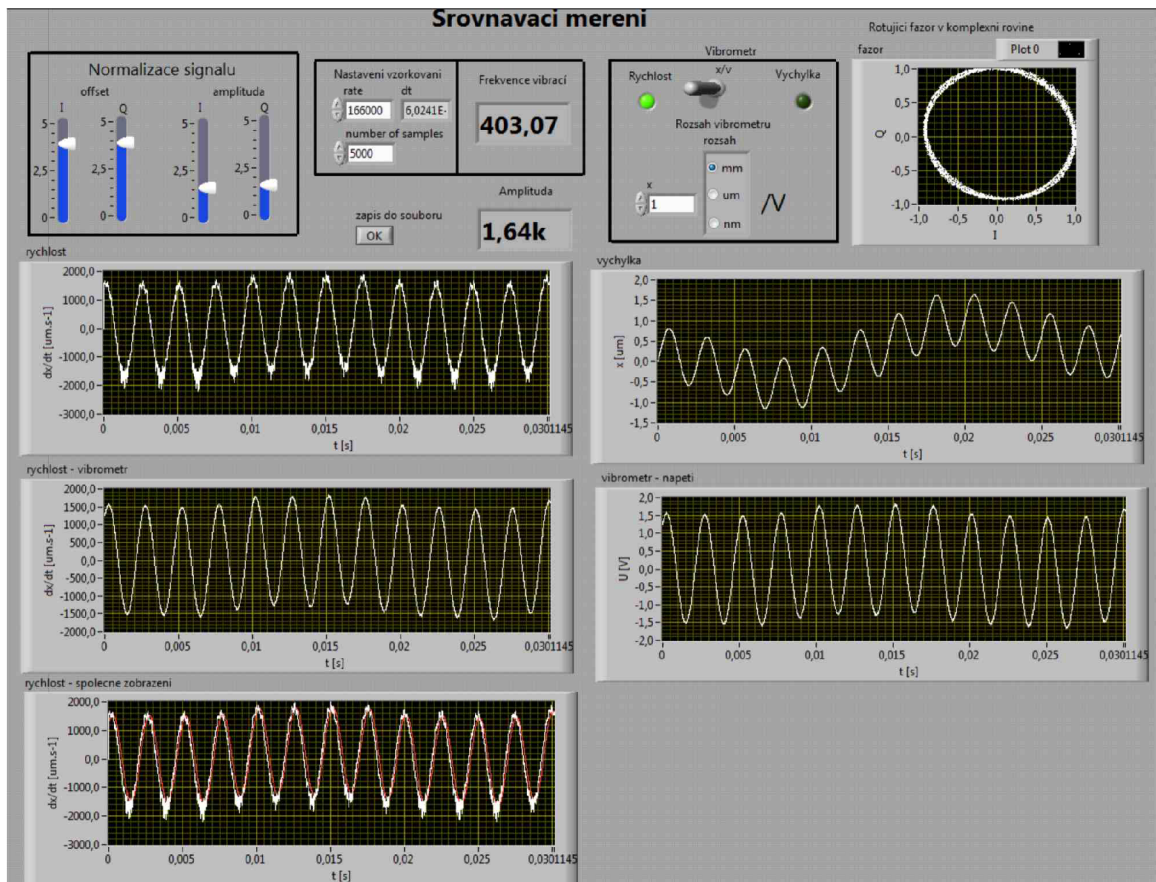 Srovnavaci mereni
Normalizace signalu
offset
amplituda
I
Q
I
Q
5
2,5
0
5
2,5
0
5
2,5
0
5
2,5
0
Nastaveni vzorkovani
rate
dt
166000
6,0241E-
number of samples
5000
Frekvence vibrací
403,07
zapis do souboru
OK
Amplituda
1,64k
Vibrometr
x/v
Rychlost
Vychylka
Rozsah vibrometru
rozsah
x
1
mm
um
nm
/V
Rotujici fazor v komplexni rovine
fazor
Plot 0
Q
1,0
0,5
0,0
-0,5
-1,0
-1,0 -0,5 0,0 0,5 1,0
I
rychlost
dx/dt [um.s-1]
2000,0
1000,0
0,0
-1000,0
-2000,0
-3000,0
0 0,005 0,01 0,015 0,02 0,025 0,0301145
t [s]
vychylka
x [um]
2,0
1,5
1,0
0,5
0,0
-0,5
-1,0
-1,5
0 0,005 0,01 0,015 0,02 0,025 0,0301145
t [s]
rychlost - vibrometr
dx/dt [um.s-1]
2000,0
1500,0
1000,0
500,0
0,0
-500,0
-1000,0
-1500,0
-2000,0
0 0,005 0,01 0,015 0,02 0,025 0,0301145
t [s]
vibrometr - napeti
U [V]
2,0
1,5
1,0
0,5
0,0
-0,5
-1,0
-1,5
-2,0
0 0,005 0,01 0,015 0,02 0,025 0,0301145
t [s]
rychlost - spolecne zobrazeni
dx/dt [um.s-1]
2000,0
1000,0
0,0
-1000,0
-2000,0
-3000,0
0 0,005 0,01 0,015 0,02 0,025 0,0301145
t [s]